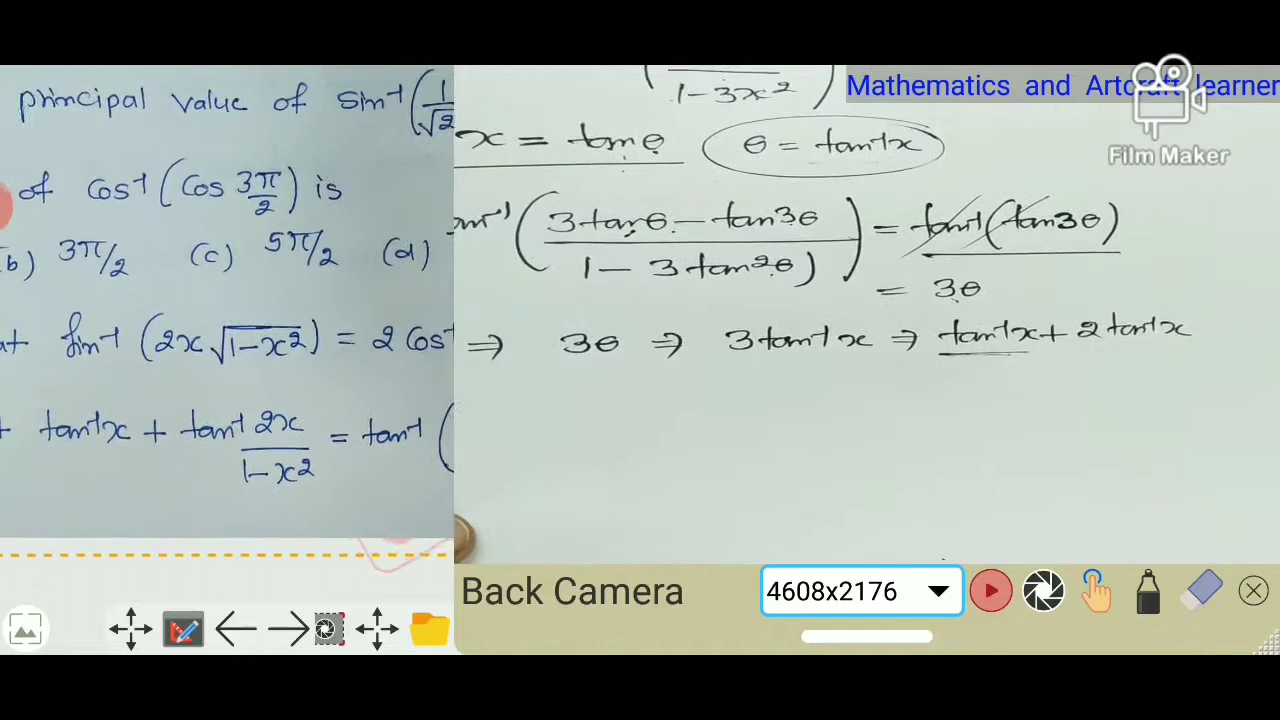 principal value of sin⁻¹(1/√2
of cos⁻¹(cos 3π/2) is
b) 3π/2 (c) 5π/2 (d)
at sin⁻¹(2x√1-x²) = 2 cos⁻¹
tan⁻¹x + tan⁻¹ 2x/1-x² = tan⁻¹(
Mathematics and Artcraft learner
Film Maker
1-3x²)
x = tanθ θ = tan⁻¹x
tan⁻¹(3tanθ - tan³θ/1 - 3tan²θ)) = tan⁻¹(tan3θ)
= 3θ
⇒ 3θ ⇒ 3tan⁻¹x ⇒ tan⁻¹x + 2tan⁻¹x
Back Camera 4608x2176